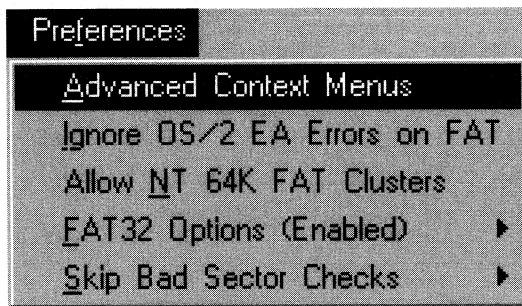 Preferences
Advanced Context Menus
Ignore OS/2 EA Errors on FAT
Allow NT 64K FAT Clusters
FAT32 Options (Enabled)
Skip Bad Sector Checks